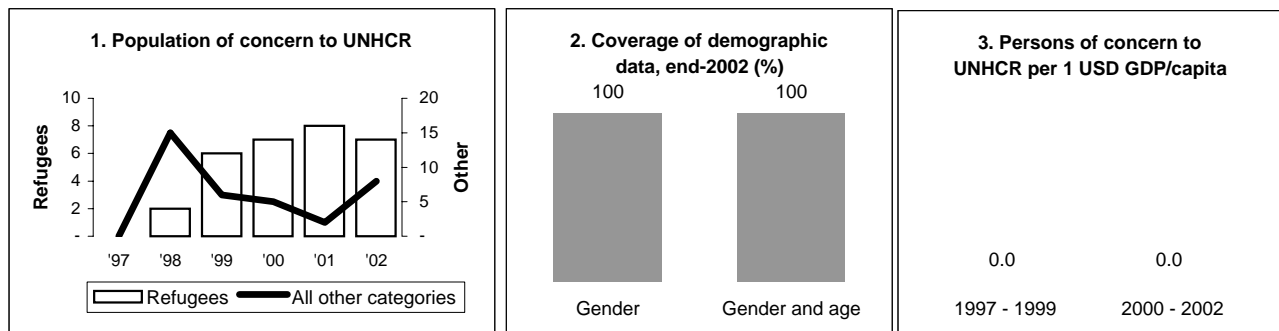 1. Population of concern to UNHCR
Refugees
10
8
6
4
2
-
20
15
10
5
-
Other
'97 '98 '99 '00 '01 '02
Refugees All other categories
2. Coverage of demographic
data, end-2002 (%)
100 100
Gender Gender and age
3. Persons of concern to
UNHCR per 1 USD GDP/capita
0.0 0.0
1997 - 1999 2000 - 2002